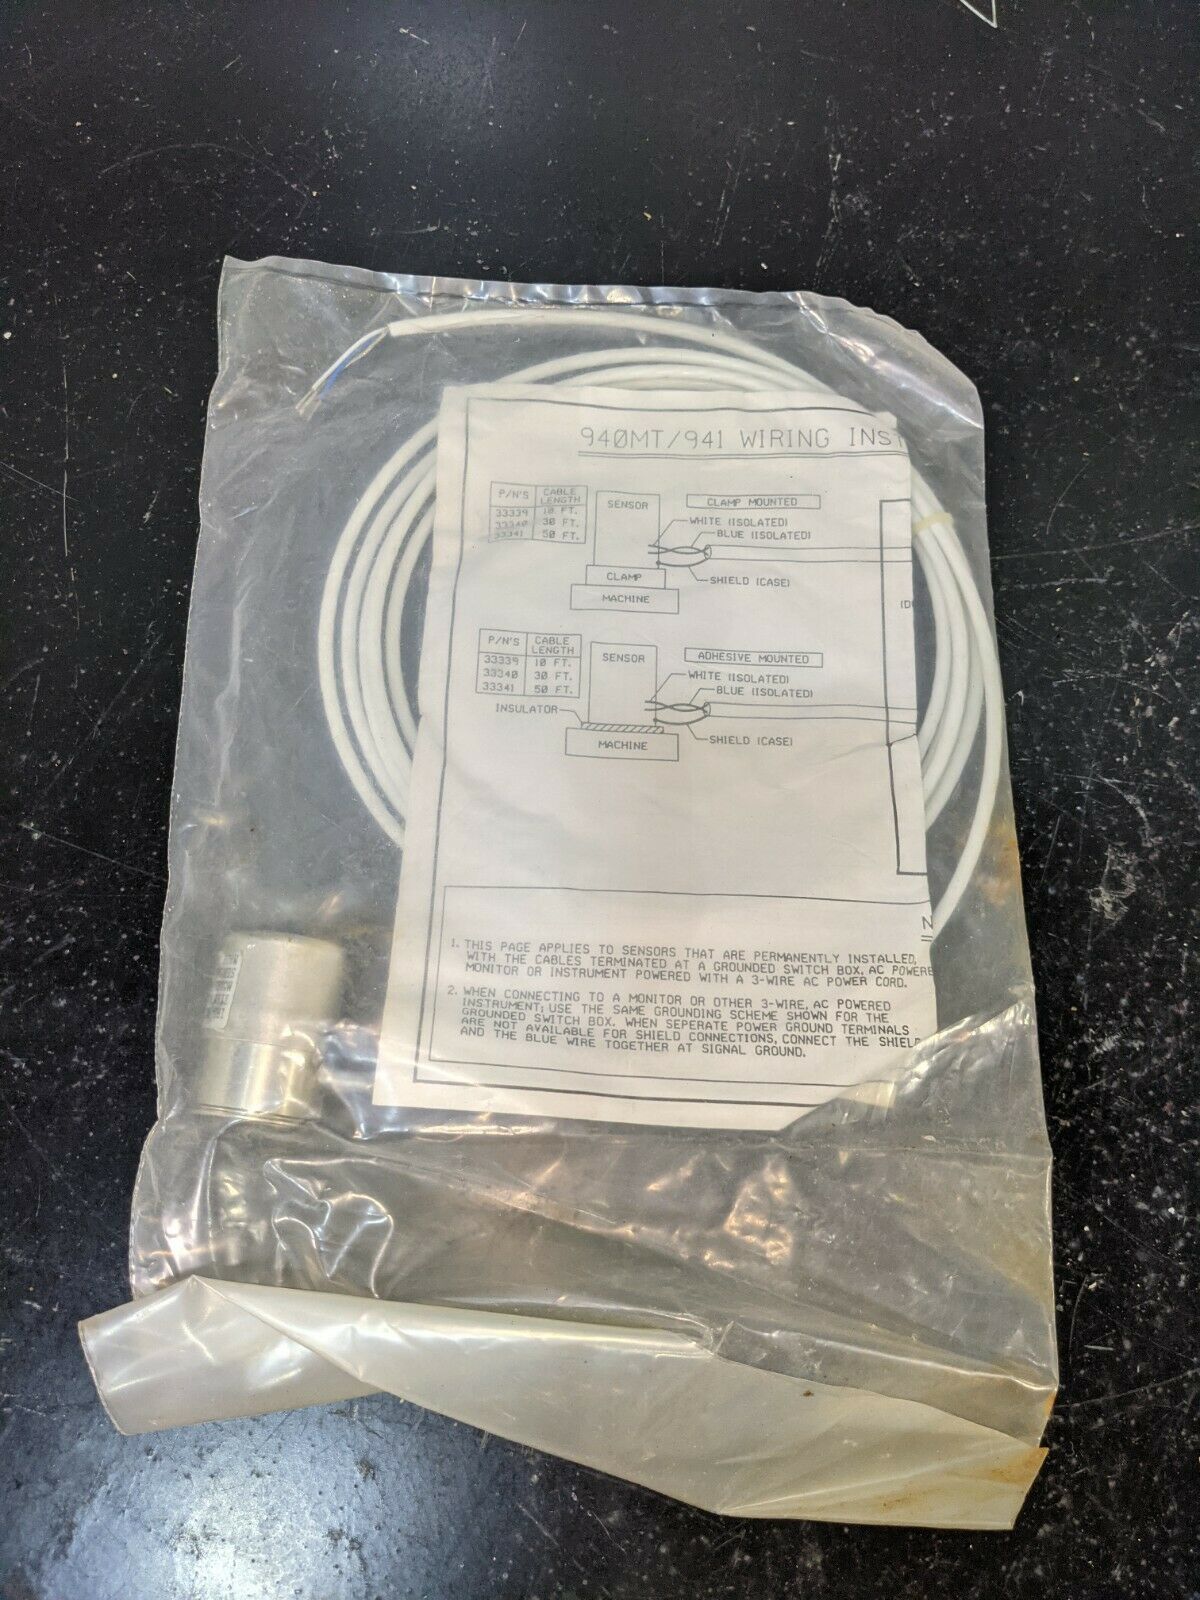 940MT/941 WIRING INST
P/N'S CABLE LENGTH
33339 10 FT.
33340 30 FT.
33341 50 FT.
SENSOR
CLAMP MOUNTED
WHITE (ISOLATED)
BLUE (ISOLATED)
SHIELD (CASE)
CLAMP
MACHINE
P/N'S CABLE LENGTH
33339 10 FT.
33340 30 FT.
33341 50 FT.
SENSOR
ADHESIVE MOUNTED
WHITE (ISOLATED)
BLUE (ISOLATED)
INSULATOR
SHIELD (CASE)
MACHINE
1. THIS PAGE APPLIES TO SENSORS THAT ARE PERMANENTLY INSTALLED,
WITH THE CABLES TERMINATED AT A GROUNDED SWITCH BOX, AC POWERE
MONITOR OR INSTRUMENT POWERED WITH A 3-WIRE AC POWER CORD.
2. WHEN CONNECTING TO A MONITOR OR OTHER 3-WIRE, AC POWERED
INSTRUMENT; USE THE SAME GROUNDING SCHEME SHOWN FOR THE
GROUNDED SWITCH BOX. WHEN SEPERATE POWER GROUND TERMINALS
ARE NOT AVAILABLE FOR SHIELD CONNECTIONS, CONNECT THE SHIELD
AND THE BLUE WIRE TOGETHER AT SIGNAL GROUND.